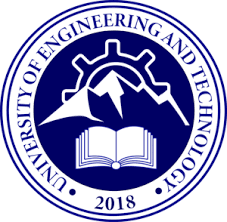 UNIVERSITY OF ENGINEERING AND TECHNOLOGY
2018